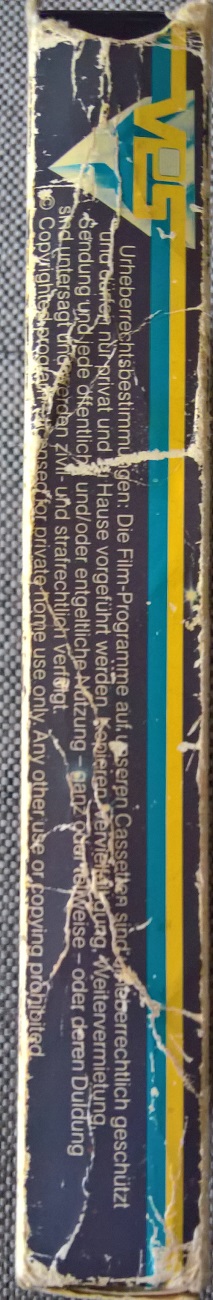 VPS
Urheberrechtsbestimmungen: Die Film-Programme auf unseren Cassetten sind urheberrechtlich geschützt
und dürfen nur privat und zu Hause vorgeführt werden. Kopieren, Vervielfältigung, Weitervermietung,
Sendung und jede öffentliche und/oder entgeltliche Nutzung – ganz oder teilweise – oder deren Duldung
sind untersagt und werden zivil- und strafrechtlich verfolgt.
© Copyrighted program licensed for private home use only. Any other use or copying prohibited.